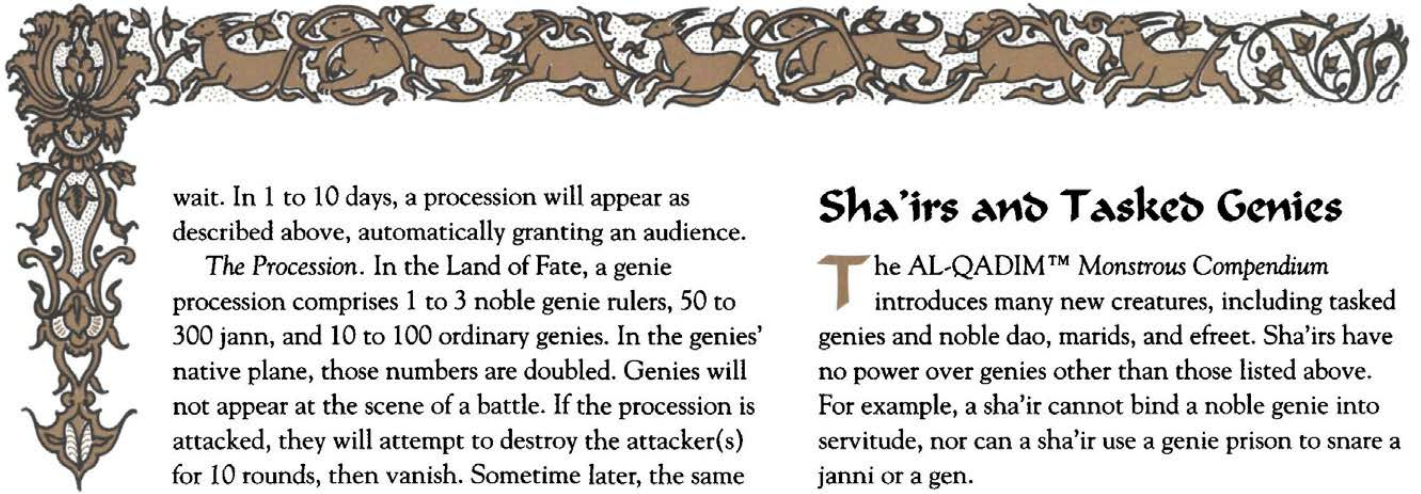 wait. In 1 to 10 days, a procession will appear as
described above, automatically granting an audience.
The Procession. In the Land of Fate, a genie
procession comprises 1 to 3 noble genie rulers, 50 to
300 jann, and 10 to 100 ordinary genies. In the genies'
native plane, those numbers are doubled. Genies will
not appear at the scene of a battle. If the procession is
attacked, they will attempt to destroy the attacker(s)
for 10 rounds, then vanish. Sometime later, the same
Sha'irs and Tasked Genies
The AL-QADIM™ Monstrous Compendium
introduces many new creatures, including tasked
genies and noble dao, marids, and efreet. Sha'irs have
no power over genies other than those listed above.
For example, a sha'ir cannot bind a noble genie into
servitude, nor can a sha'ir use a genie prison to snare a
janni or a gen.